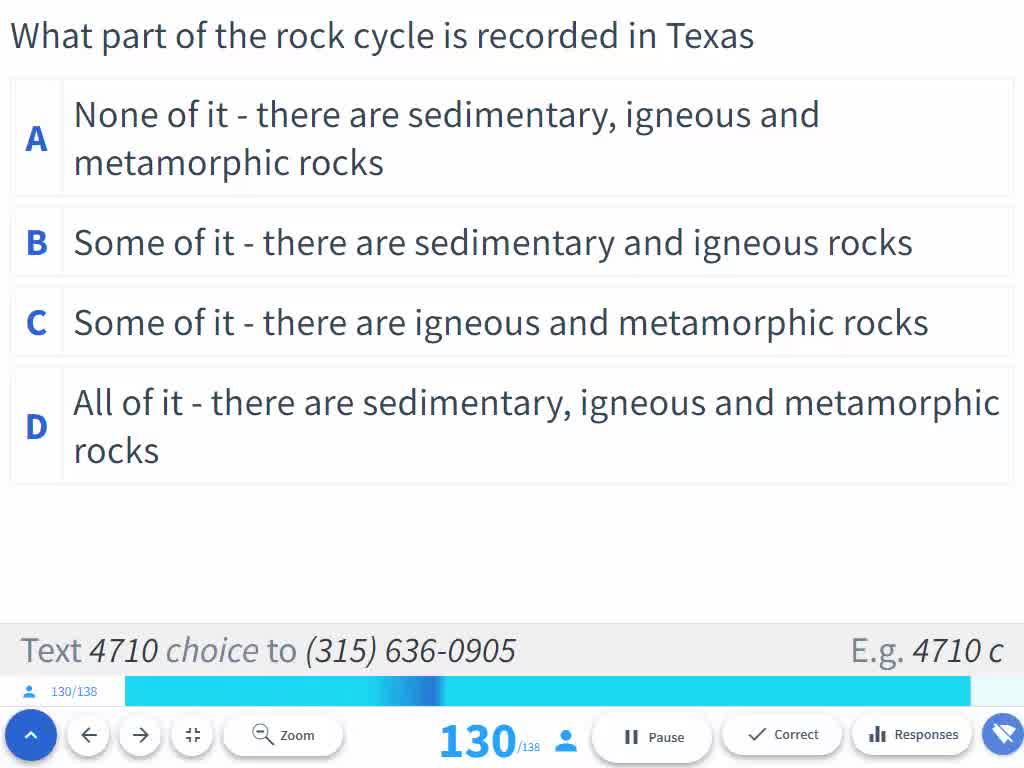 What part of the rock cycle is recorded in Texas
A
None of it - there are sedimentary, igneous and
metamorphic rocks
B
Some of it - there are sedimentary and igneous rocks
C
Some of it - there are igneous and metamorphic rocks
D
All of it - there are sedimentary, igneous and metamorphic
rocks
Text 4710 choice to (315) 636-0905
E.g. 4710 c
130/138
Zoom
130/138
Pause
Correct
Responses